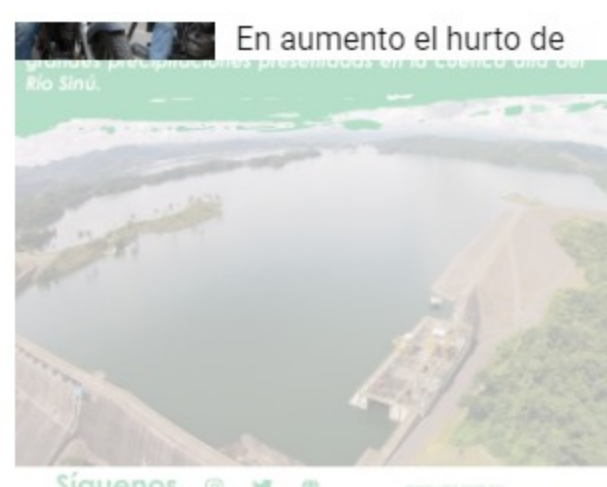 En aumento el hurto de
grandes precipitaciones presentadas en la cuenca alta del
Río Sinú.
Síguenos